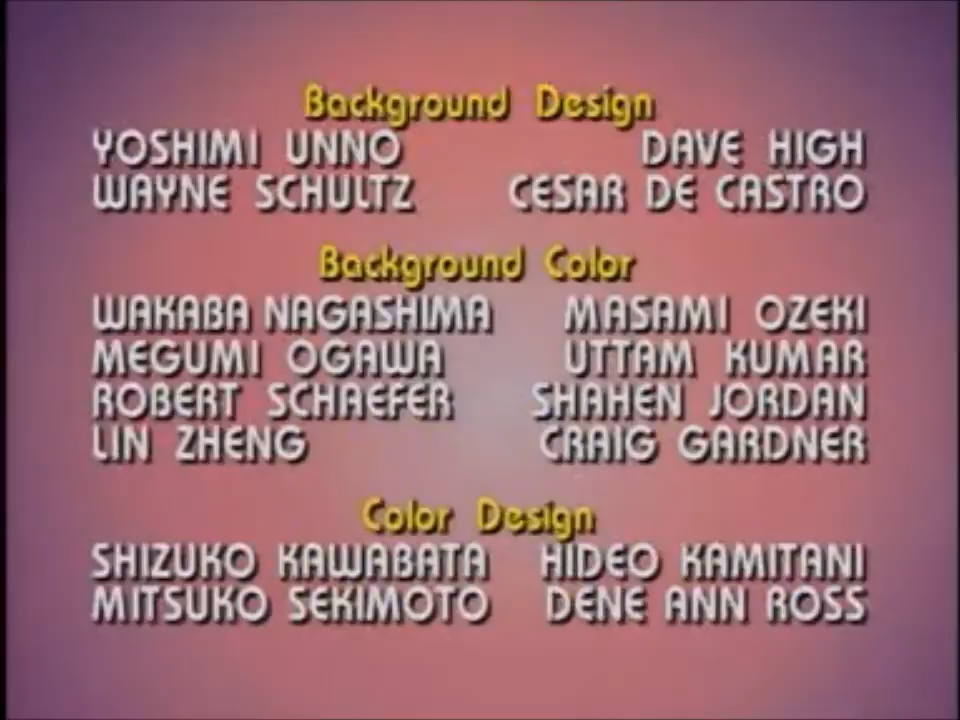 Background Design
YOSHIMI UNNO DAVE HIGH
WAYNE SCHULTZ CESAR DE CASTRO
Background Color
WAKABA NAGASHIMA MASAMI OZEKI
MEGUMI OGAWA UTTAM KUMAR
ROBERT SCHAEFER SHAHEN JORDAN
LIN ZHENG CRAIG GARDNER
Color Design
SHIZUKO KAWABATA HIDEO KAMITANI
MITSUKO SEKIMOTO DENE ANN ROSS